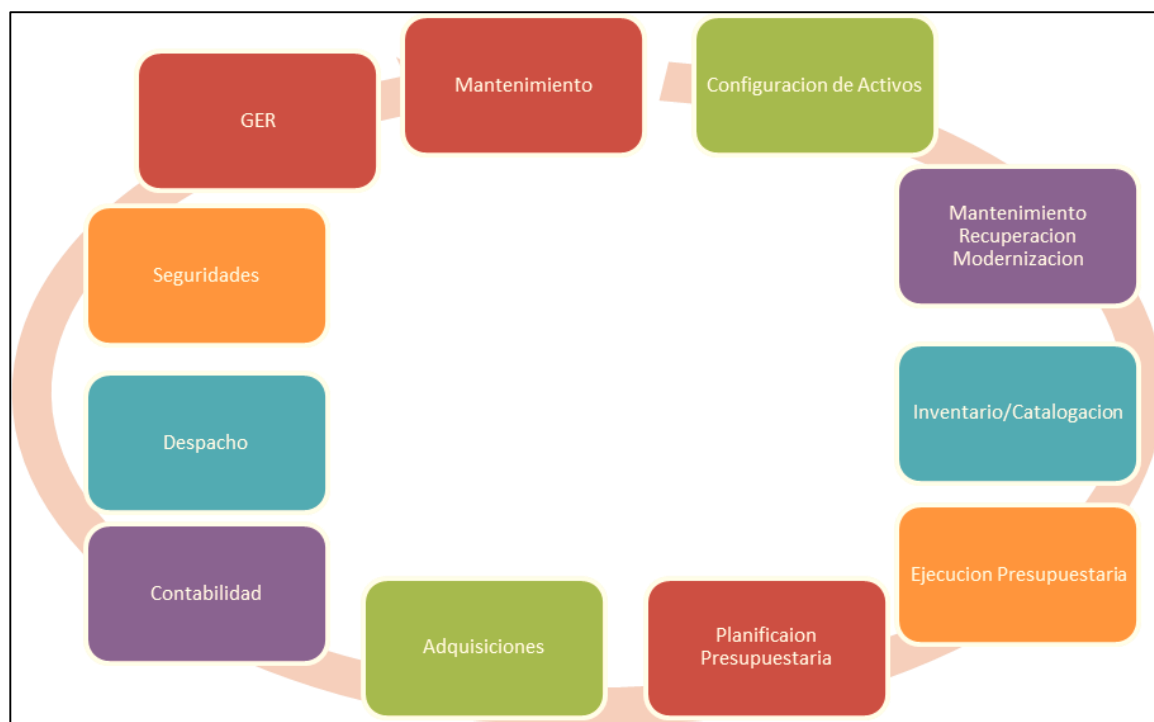 Mantenimiento
Configuracion de Activos
GER
Mantenimiento
Recuperacion
Modernizacion
Seguridades
Inventario/Catalogacion
Despacho
Ejecucion Presupuestaria
Contabilidad
Adquisiciones
Planificaion
Presupuestaria